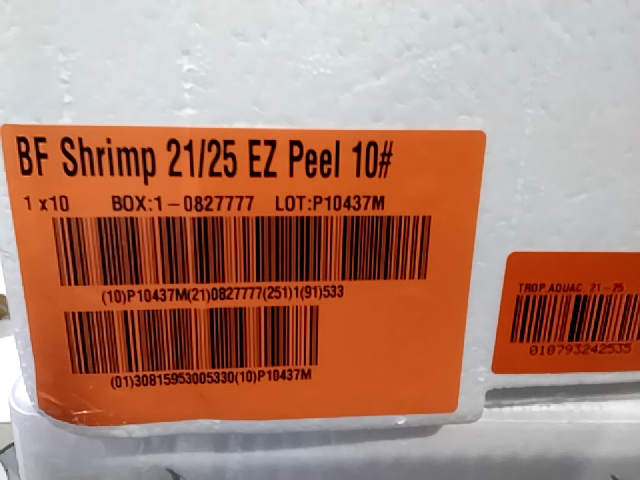 BF Shrimp 21/25 EZ Peel 10#
1 x10 BOX:1-0827777 LOT:P10437M
(10)P10437M(21)0827777(251)1(91)533
(01)30815953005330(10)P10437M
TROP.AQUAC. 21-25
010793242535